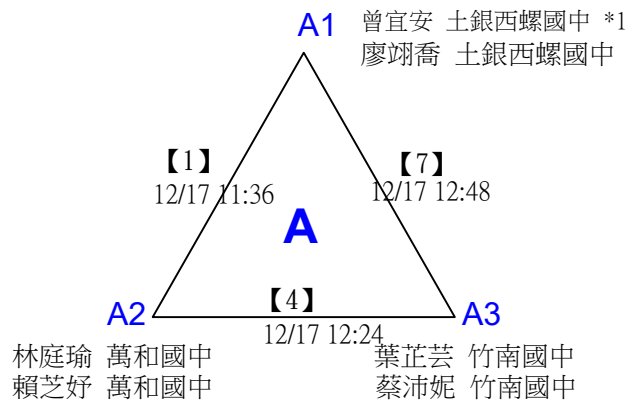 A1
曾宜安 土銀西螺國中 *1
廖翊喬 土銀西螺國中
【1】
12/17 11:36
【7】
12/17 12:48
A
【4】
12/17 12:24
A2
林庭瑜 萬和國中
賴芝妤 萬和國中
A3
葉芷芸 竹南國中
蔡沛妮 竹南國中